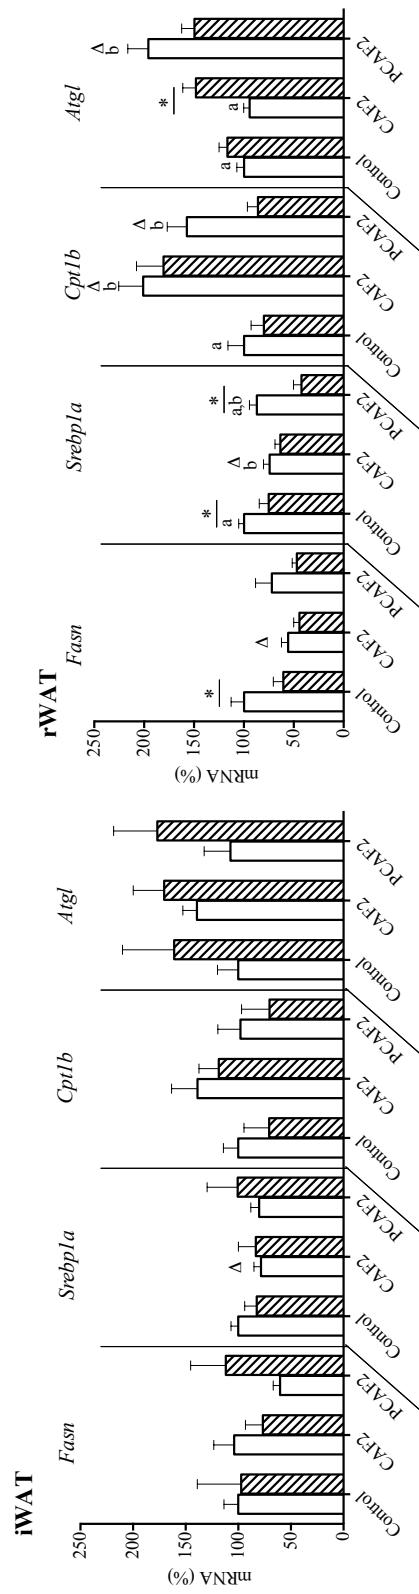 iWAT
Fasn
Srebp1a
Cpt1b
Atgl
250
200
150
100
50
0
mRNA (%)
Δ
Control
CAF2
PCAF2
Control
CAF2
PCAF2
Control
CAF2
PCAF2
Control
CAF2
PCAF2
rWAT
Fasn
Srebp1a
Cpt1b
Atgl
250
200
150
100
50
0
mRNA (%)
*
Δ
*
a
Δ
b
*
a,b
a
Δ
b
Δ
b
a
*
a
Δ
b
Control
CAF2
PCAF2
Control
CAF2
PCAF2
Control
CAF2
PCAF2
Control
CAF2
PCAF2